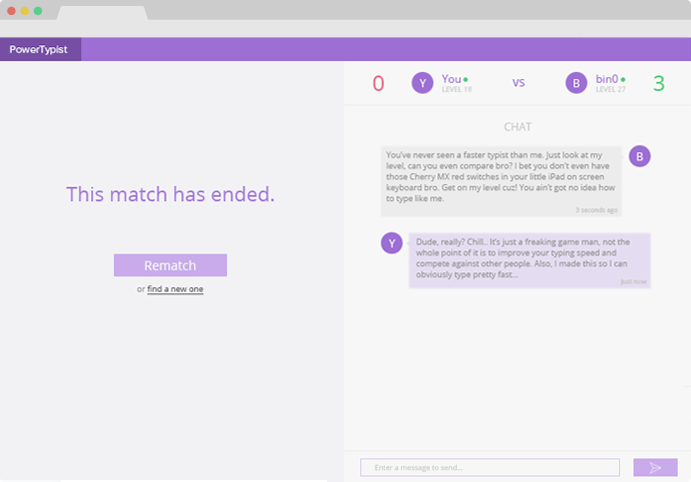 PowerTypist
This match has ended.
Rematch
or find a new one
0
Y
You
LEVEL 18
VS
B
bin0
LEVEL 27
3
CHAT
You've never seen a faster typist than me. Just look at my
level, can you even compare bro? I bet you don't even have
those Cherry MX red switches in your little iPad on screen
keyboard bro. Get on my level cuz! You ain't got no idea how
to type like me.
3 seconds ago
B
Y
Dude, really? Chill.. It's just a freaking game man, not the
whole point of it is to improve your typing speed and
compete against other people. Also, I made this so I can
obviously type pretty fast...
Just now
Enter a message to send...